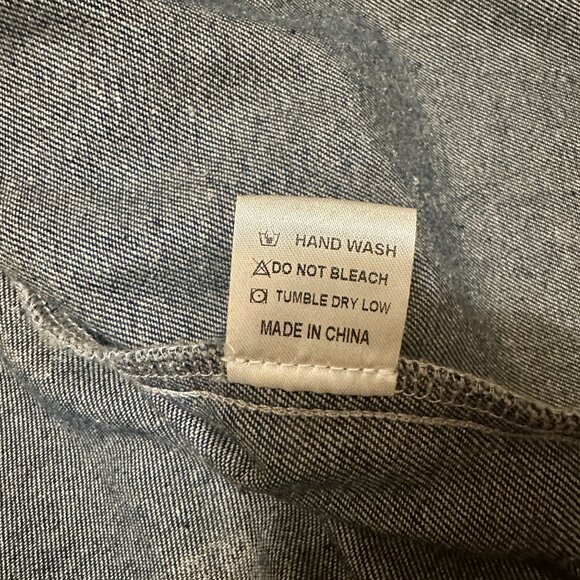 HAND WASH
DO NOT BLEACH
TUMBLE DRY LOW
MADE IN CHINA